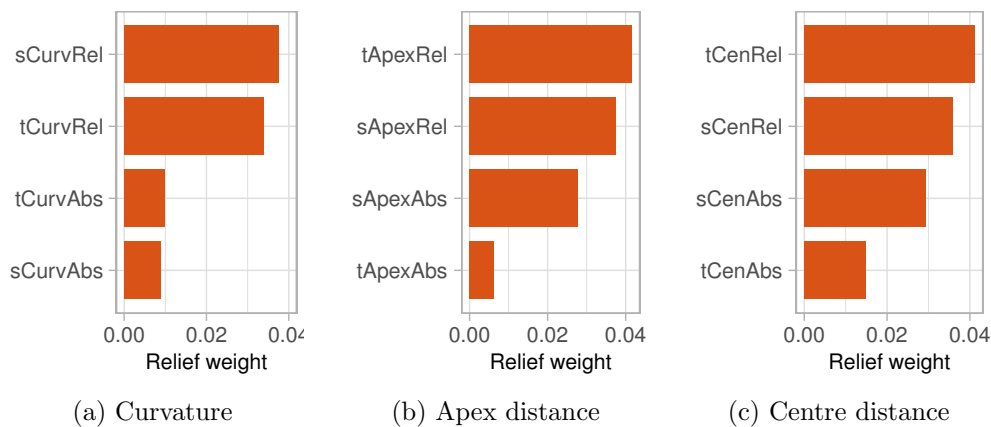 sCurvRel
tCurvRel
tCurvAbs
sCurvAbs
0.00 0.02 0.04
Relief weight
(a) Curvature
tApexRel
sApexRel
sApexAbs
tApexAbs
0.00 0.02 0.04
Relief weight
(b) Apex distance
tCenRel
sCenRel
sCenAbs
tCenAbs
0.00 0.02 0.04
Relief weight
(c) Centre distance